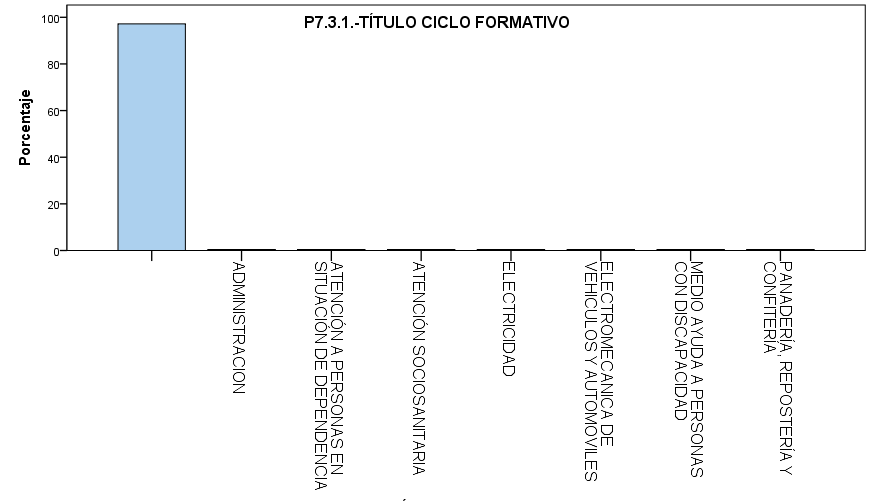 P7.3.1.-TÍTULO CICLO FORMATIVO
Porcentaje
100
80
60
40
20
0
ADMINISTRACION
ATENCIÓN A PERSONAS EN
SITUACIÓN DE DEPENDENCIA
ATENCIÓN SOCIOSANITARIA
ELECTRICIDAD
ELECTROMECANICA DE
VEHICULOS Y AUTOMOVILES
MEDIO AYUDA A PERSONAS
CON DISCAPACIDAD
PANADERÍA, REPOSTERÍA Y
CONFITERÍA